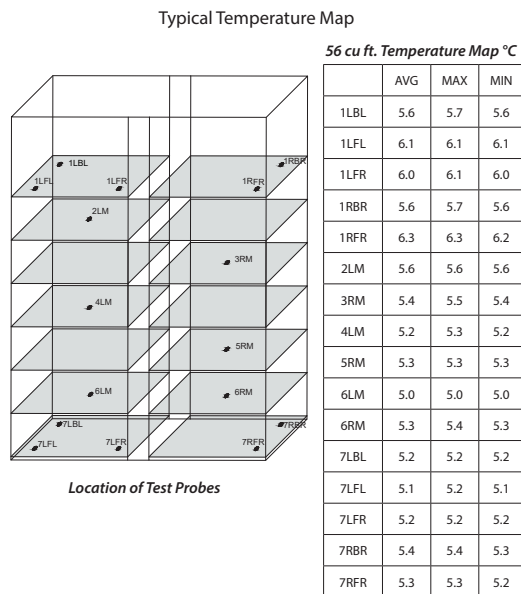 Typical Temperature Map
1LBL
1RBR
1LFL
1LFR
1RFR
2LM
3RM
4LM
5RM
6LM
6RM
7LBL
7RBR
7LFL
7LFR
7RFR
Location of Test Probes
56 cu ft. Temperature Map °C
AVG MAX MIN
1LBL 5.6 5.7 5.6
1LFL 6.1 6.1 6.1
1LFR 6.0 6.1 6.0
1RBR 5.6 5.7 5.6
1RFR 6.3 6.3 6.2
2LM 5.6 5.6 5.6
3RM 5.4 5.5 5.4
4LM 5.2 5.3 5.2
5RM 5.3 5.3 5.3
6LM 5.0 5.0 5.0
6RM 5.3 5.4 5.3
7LBL 5.2 5.2 5.2
7LFL 5.1 5.2 5.1
7LFR 5.2 5.2 5.2
7RBR 5.4 5.4 5.3
7RFR 5.3 5.3 5.2